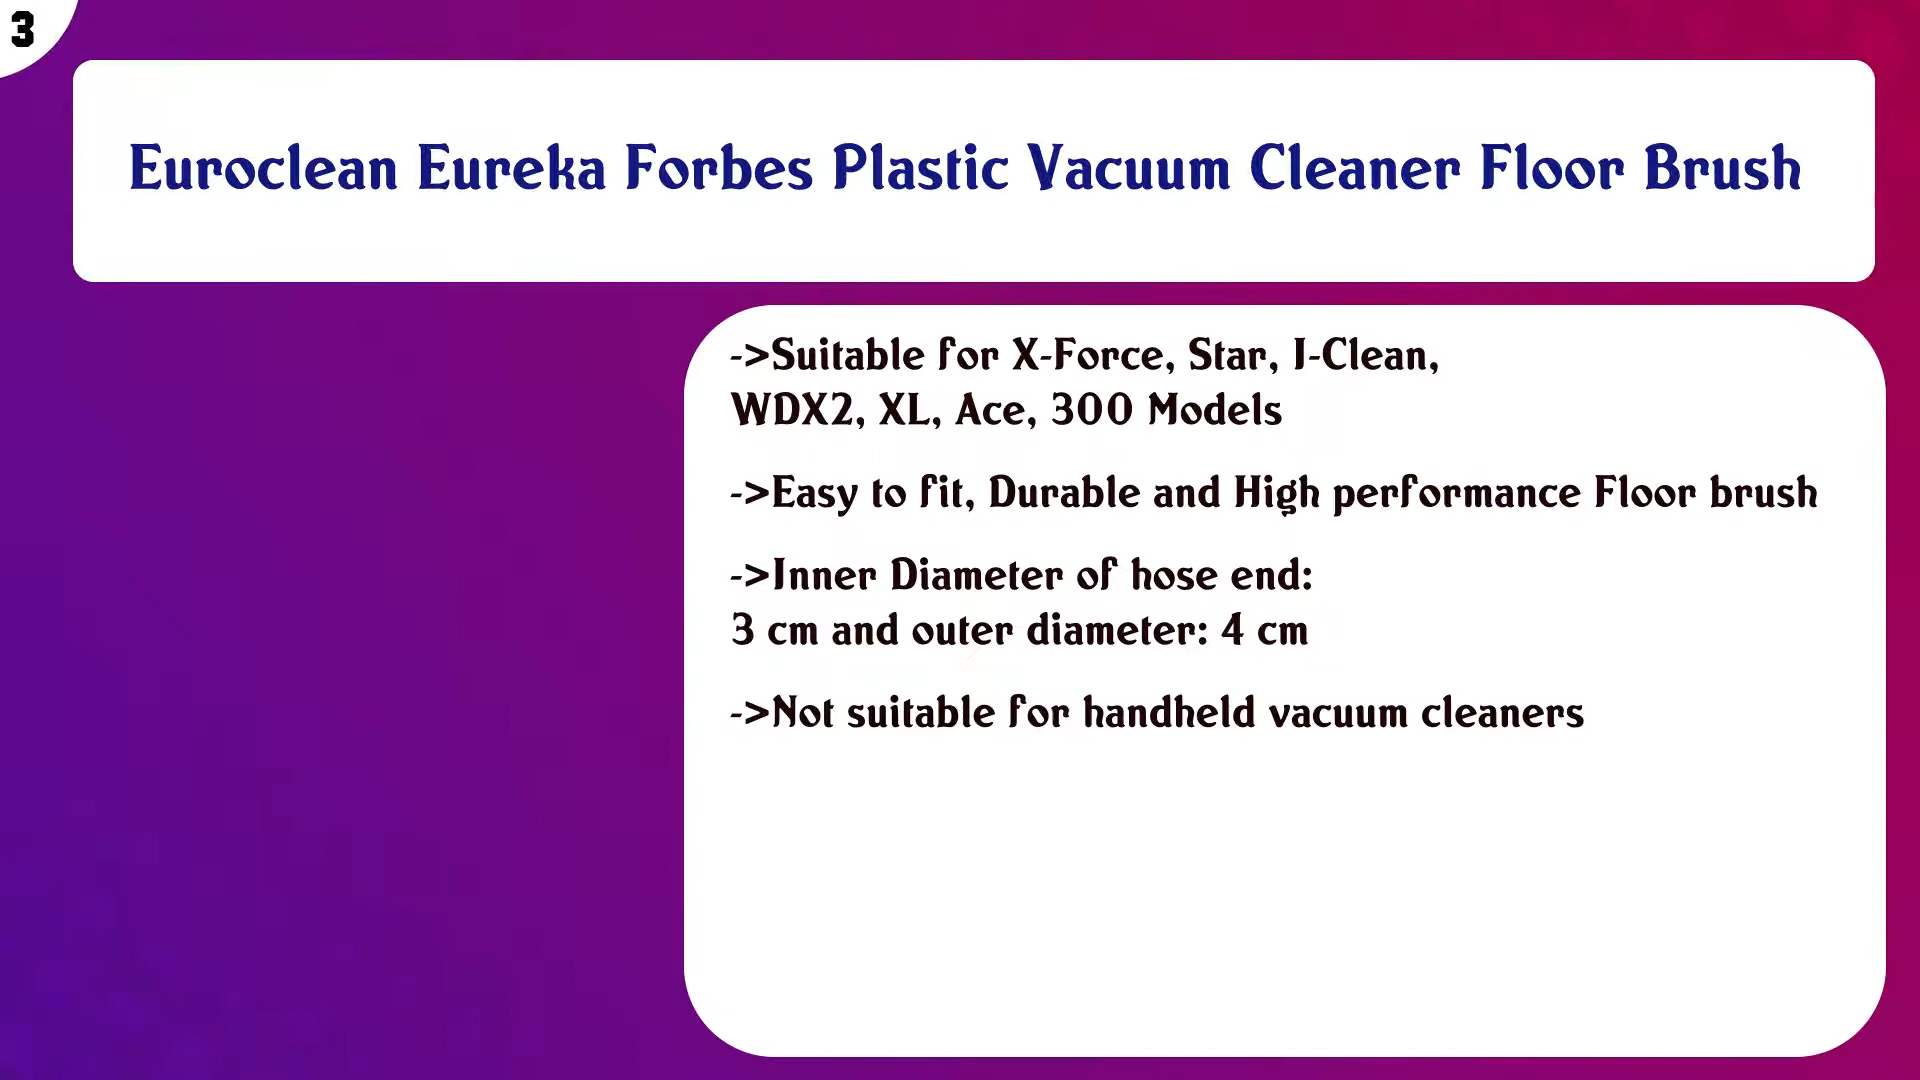 3
Euroclean Eureka Forbes Plastic Vacuum Cleaner Floor Brush
->Suitable for X-Force, Star, I-Clean,
WDX2, XL, Ace, 300 Models
->Easy to fit, Durable and High performance Floor brush
->Inner Diameter of hose end:
3 cm and outer diameter: 4 cm
->Not suitable for handheld vacuum cleaners